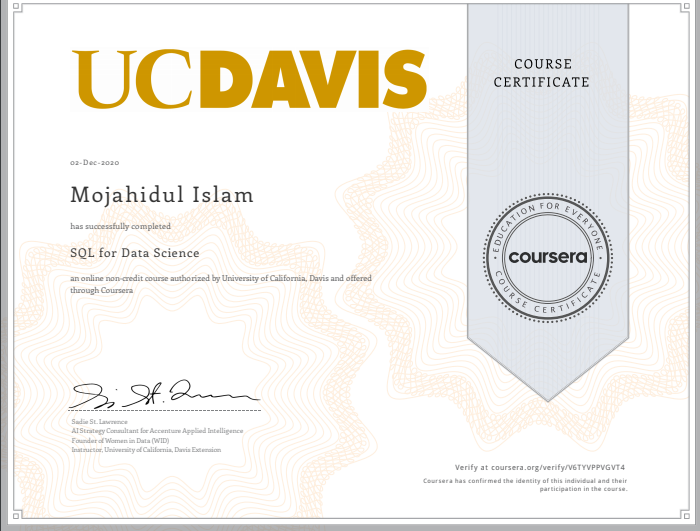 UCDAVIS
COURSE
CERTIFICATE
02-Dec-2020
Mojahidul Islam
has successfully completed
SQL for Data Science
an online non-credit course authorized by University of California, Davis and offered
through Coursera
EDUCATION FOR EVERYONE
coursera
COURSE CERTIFICATE
Sadie St. Lawrence
AI Strategy Consultant for Accenture Applied Intelligence
Founder of Women in Data (WID)
Instructor, University of California, Davis Extension
Verify at coursera.org/verify/V6TYVPPVGVT4
Coursera has confirmed the identity of this individual and their
participation in the course.